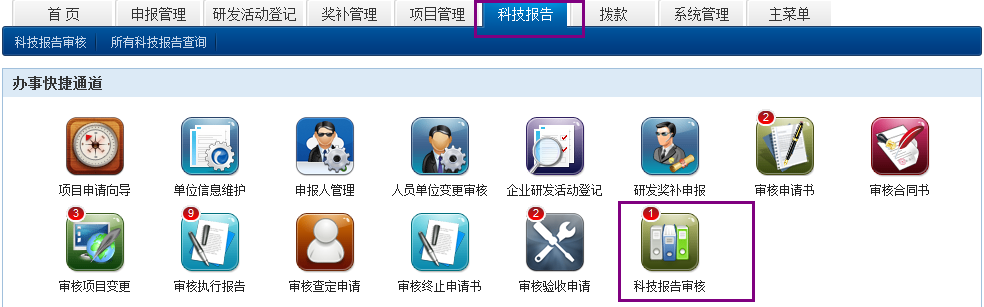 首 页 申报管理 研发活动登记 奖补管理 项目管理 科技报告 拨款 系统管理 主菜单
科技报告审核 所有科技报告查询
办事快捷通道
2
项目申请向导 单位信息维护 申报人管理 人员单位变更审核 企业研发活动登记 研发奖补申报 审核申请书 审核合同书
3 9 2 1
审核项目变更 审核执行报告 审核查定申请 审核终止申请书 审核验收申请 科技报告审核